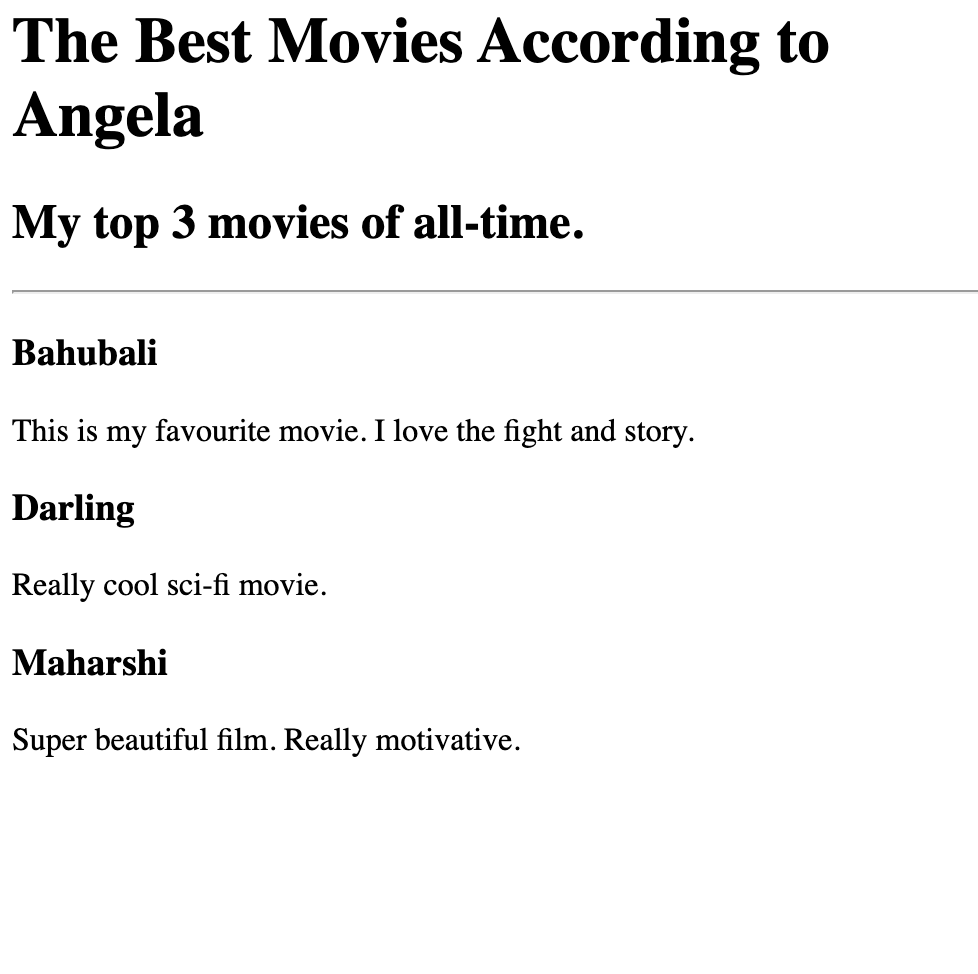 The Best Movies According to
Angela
My top 3 movies of all-time.
Bahubali
This is my favourite movie. I love the fight and story.
Darling
Really cool sci-fi movie.
Maharshi
Super beautiful film. Really motivative.